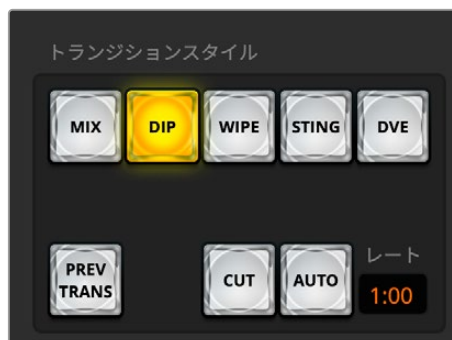 トランジションスタイル
MIX
DIP
WIPE
STING
DVE
PREV
TRANS
CUT
AUTO
レート
1:00